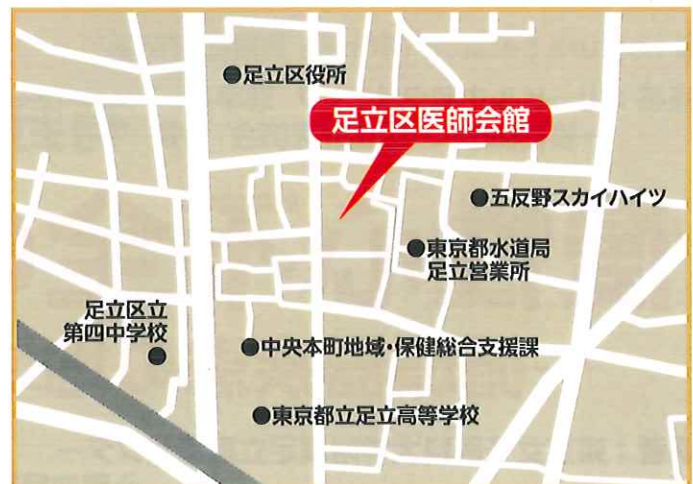 足立区役所
足立区医師会館
五反野スカイハイツ
東京都水道局
足立営業所
足立区立
第四中学校
中央本町地域・保健総合支援課
東京都立足立高等学校